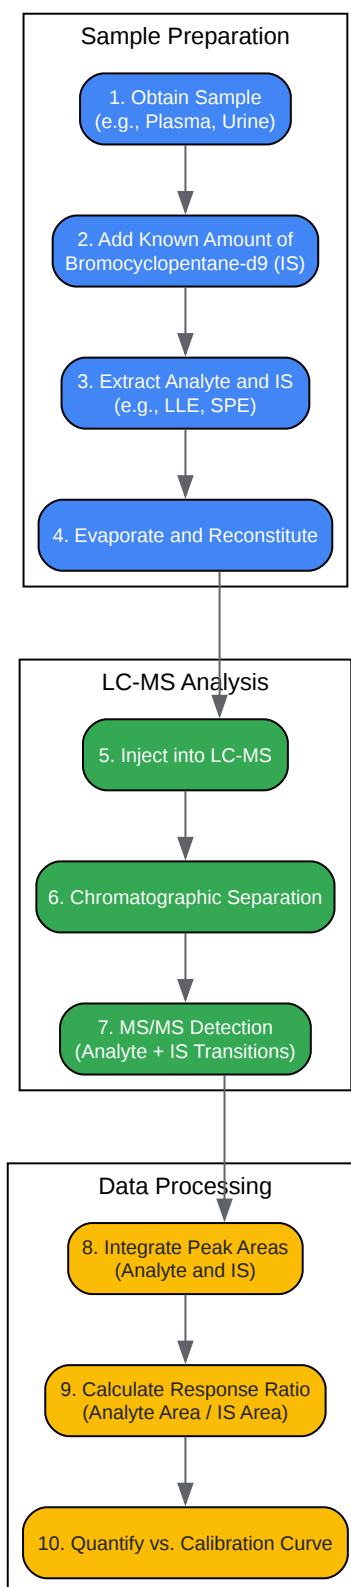 Sample Preparation
1. Obtain Sample
(e.g., Plasma, Urine)
2. Add Known Amount of
Bromocyclopentane-d9 (IS)
3. Extract Analyte and IS
(e.g., LLE, SPE)
4. Evaporate and Reconstitute
LC-MS Analysis
5. Inject into LC-MS
6. Chromatographic Separation
7. MS/MS Detection
(Analyte + IS Transitions)
Data Processing
8. Integrate Peak Areas
(Analyte and IS)
9. Calculate Response Ratio
(Analyte Area / IS Area)
10. Quantify vs. Calibration Curve